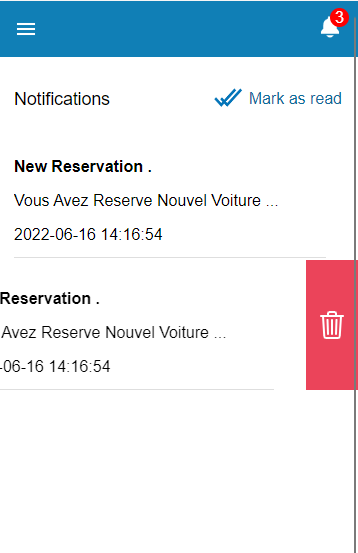 3
Notifications
Mark as read
New Reservation .
Vous Avez Reserve Nouvel Voiture ...
2022-06-16 14:16:54
Reservation .
Avez Reserve Nouvel Voiture ...
-06-16 14:16:54